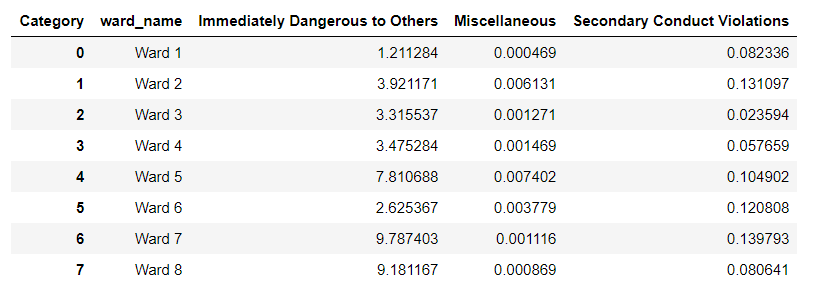 Category ward_name Immediately Dangerous to Others Miscellaneous Secondary Conduct Violations
0 Ward 1 1.211284 0.000469 0.082336
1 Ward 2 3.921171 0.006131 0.131097
2 Ward 3 3.315537 0.001271 0.023594
3 Ward 4 3.475284 0.001469 0.057659
4 Ward 5 7.810688 0.007402 0.104902
5 Ward 6 2.625367 0.003779 0.120808
6 Ward 7 9.787403 0.001116 0.139793
7 Ward 8 9.181167 0.000869 0.080641